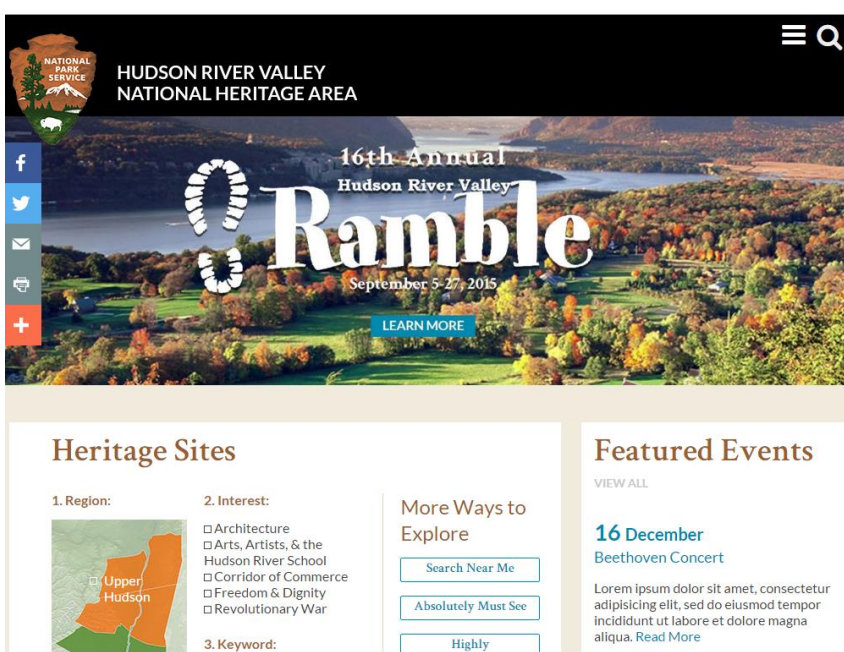 NATIONAL
PARK
SERVICE
HUDSON RIVER VALLEY
NATIONAL HERITAGE AREA
16th Annual
Hudson River Valley
Ramble
September 5-27, 2015
LEARN MORE
Heritage Sites
1. Region:
Upper
Hudson
2. Interest:
Architecture
Arts, Artists, & the
Hudson River School
Corridor of Commerce
Freedom & Dignity
Revolutionary War
3. Keyword:
More Ways to
Explore
Search Near Me
Absolutely Must See
Highly
Featured Events
VIEW ALL
16 December
Beethoven Concert
Lorem ipsum dolor sit amet, consectetur
adipisicing elit, sed do eiusmod tempor
incididunt ut labore et dolore magna
aliqua. Read More